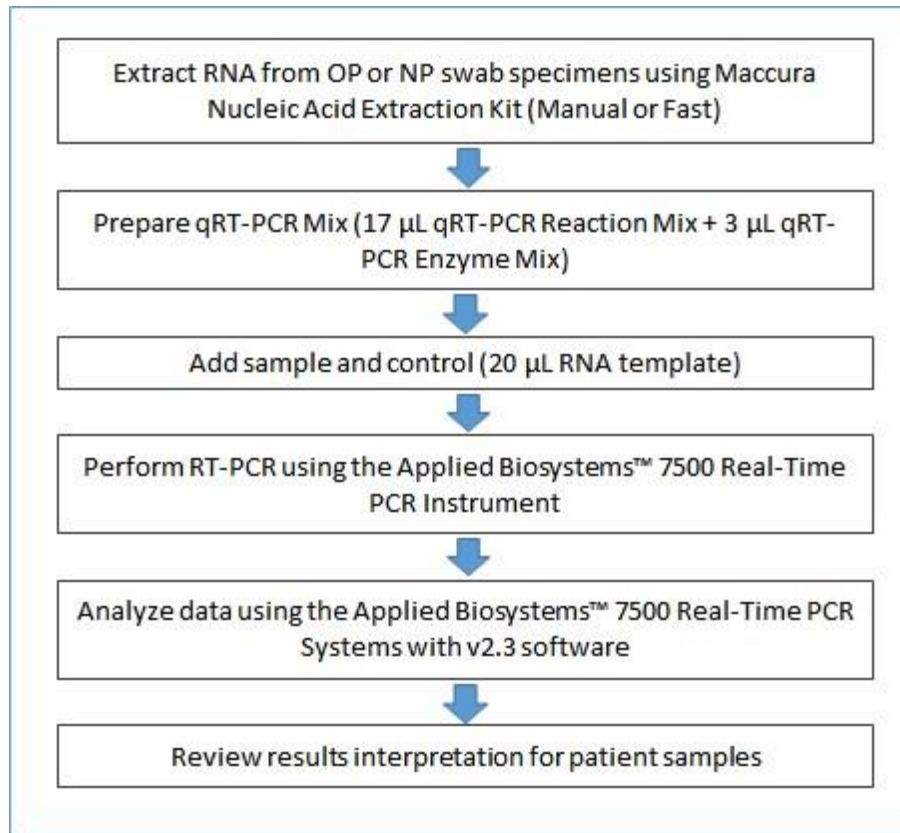 Extract RNA from OP or NP swab specimens using Maccura
Nucleic Acid Extraction Kit (Manual or Fast)
Prepare qRT-PCR Mix (17 µL qRT-PCR Reaction Mix + 3 µL qRT-
PCR Enzyme Mix)
Add sample and control (20 µL RNA template)
Perform RT-PCR using the Applied Biosystems™ 7500 Real-Time
PCR Instrument
Analyze data using the Applied Biosystems™ 7500 Real-Time PCR
Systems with v2.3 software
Review results interpretation for patient samples